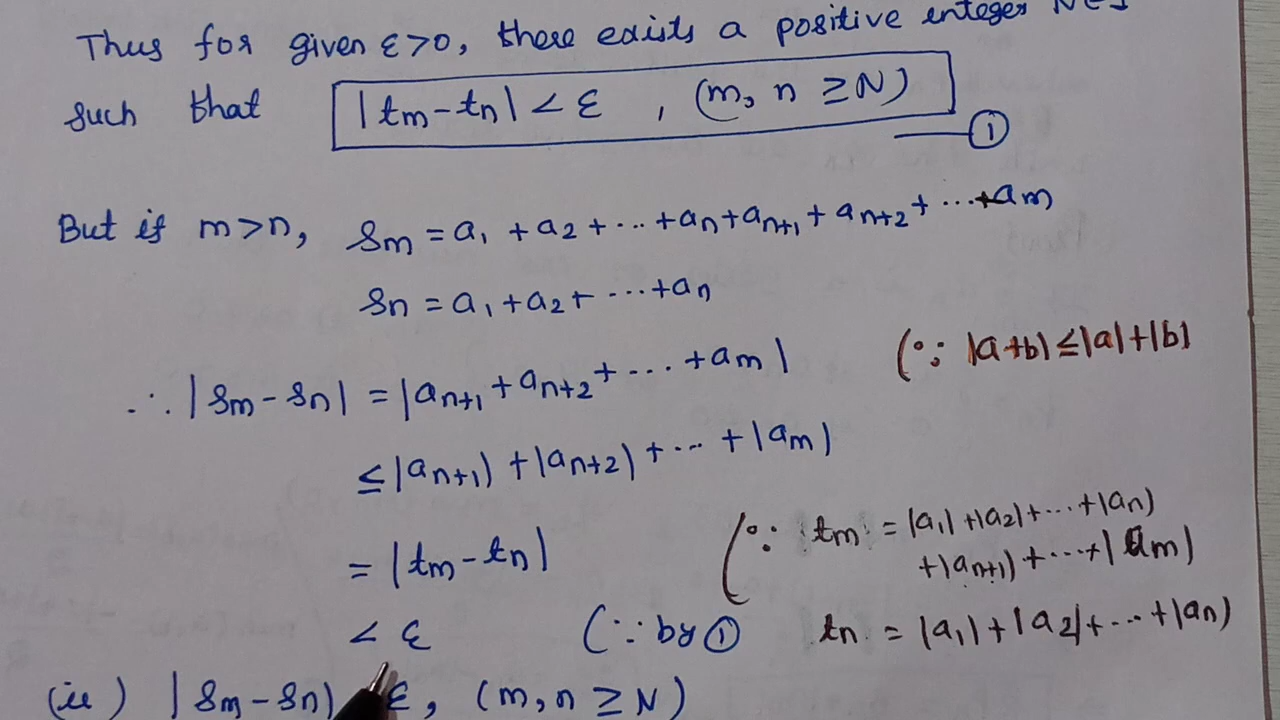 Thus for given ε>0, there exists a positive integer N∈I
such that |tm-tn| < ε , (m, n ≥N)
①
But if m>n, Sm = a1 + a2 + ... + an + an+1 + an+2 + ... + am
Sn = a1 + a2 + ... + an
∴ |Sm - Sn| = |an+1 + an+2 + ... + am| (∵ |a+b| ≤ |a|+|b|
≤ |an+1| + |an+2| + ... + |am|
= |tm - tn| (∵ tm = |a1| + |a2| + ... + |an|
+ |an+1| + ... + |am|
< ε (∵ by ① tn = |a1| + |a2| + ... + |an|
(ie) |Sm - Sn| ε, (m, n ≥ N)